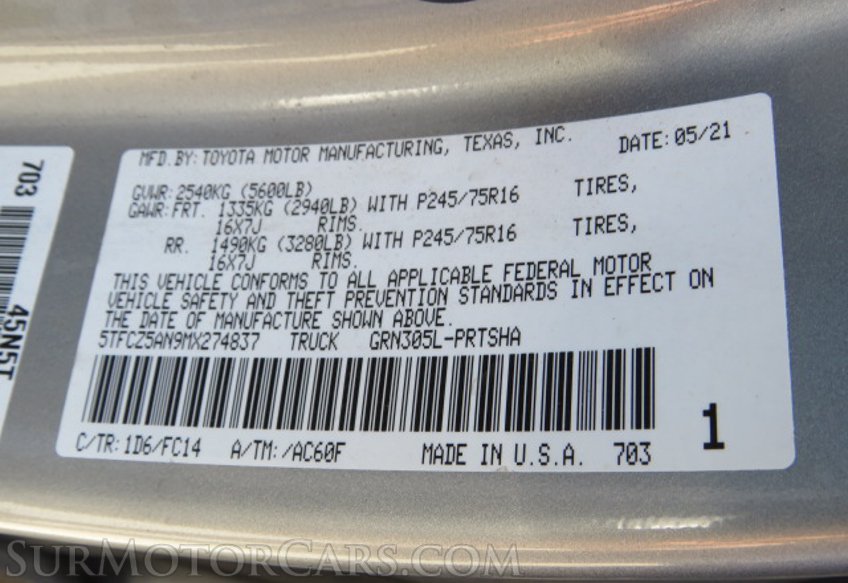 MFD. BY: TOYOTA MOTOR MANUFACTURING, TEXAS, INC. DATE: 05/21
GVWR: 2540KG (5600LB)
GAWR: FRT. 1335KG (2940LB) WITH P245/75R16 TIRES,
16X7J RIMS.
RR. 1490KG (3280LB) WITH P245/75R16 TIRES,
16X7J RIMS.
THIS VEHICLE CONFORMS TO ALL APPLICABLE FEDERAL MOTOR
VEHICLE SAFETY AND THEFT PREVENTION STANDARDS IN EFFECT ON
THE DATE OF MANUFACTURE SHOWN ABOVE.
5TFCZ5AN9MX274837 TRUCK GRN305L-PRTSHA
C/TR: 1D6/FC14 A/TM: /AC60F MADE IN U.S.A. 703
1
703
45N5T
SURMOTORCARS.COM